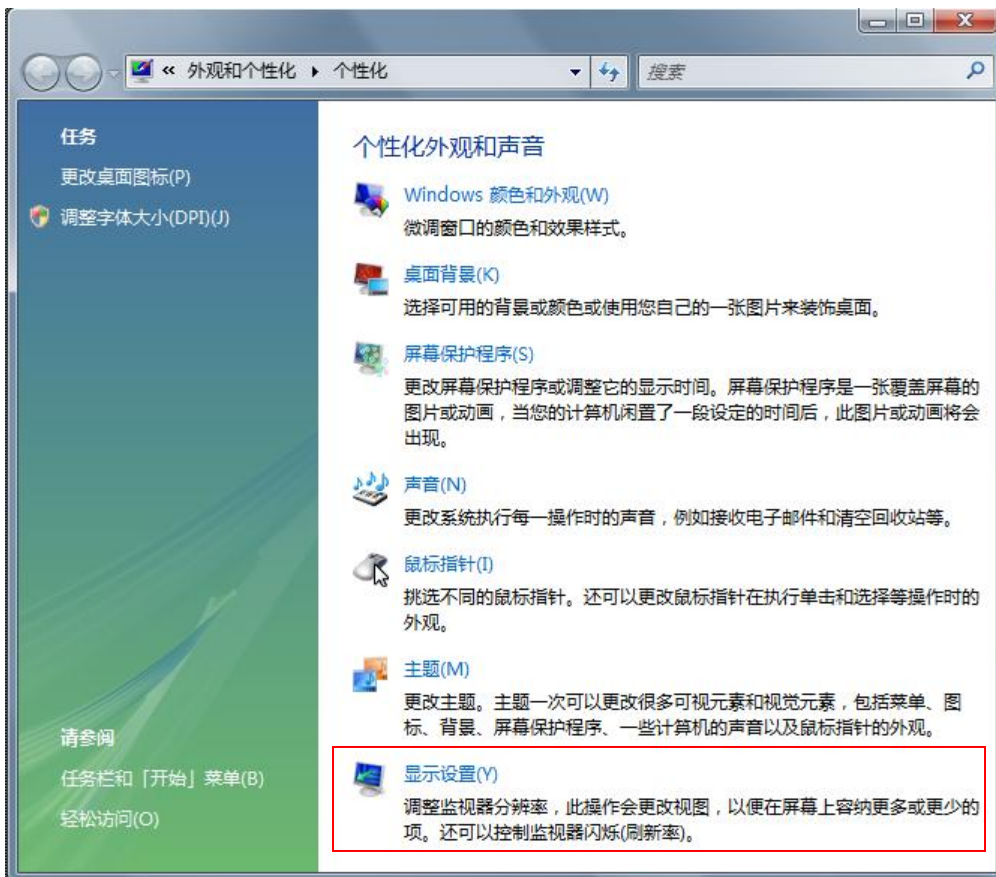 « 外观和个性化 ▸ 个性化
搜索
任务
更改桌面图标(P)
调整字体大小(DPI)(J)
个性化外观和声音
Windows 颜色和外观(W)
微调窗口的颜色和效果样式。
桌面背景(K)
选择可用的背景或颜色或使用您自己的一张图片来装饰桌面。
屏幕保护程序(S)
更改屏幕保护程序或调整它的显示时间。屏幕保护程序是一张覆盖屏幕的
图片或动画，当您的计算机闲置了一段设定的时间后，此图片或动画将会
出现。
声音(N)
更改系统执行每一操作时的声音，例如接收电子邮件和清空回收站等。
鼠标指针(I)
挑选不同的鼠标指针。还可以更改鼠标指针在执行单击和选择等操作时的
外观。
主题(M)
更改主题。主题一次可以更改很多可视元素和视觉元素，包括菜单、图
标、背景、屏幕保护程序、一些计算机的声音以及鼠标指针的外观。
显示设置(Y)
调整监视器分辨率，此操作会更改视图，以便在屏幕上容纳更多或更少的
项。还可以控制监视器闪烁(刷新率)。
请参阅
任务栏和「开始」菜单(B)
轻松访问(O)